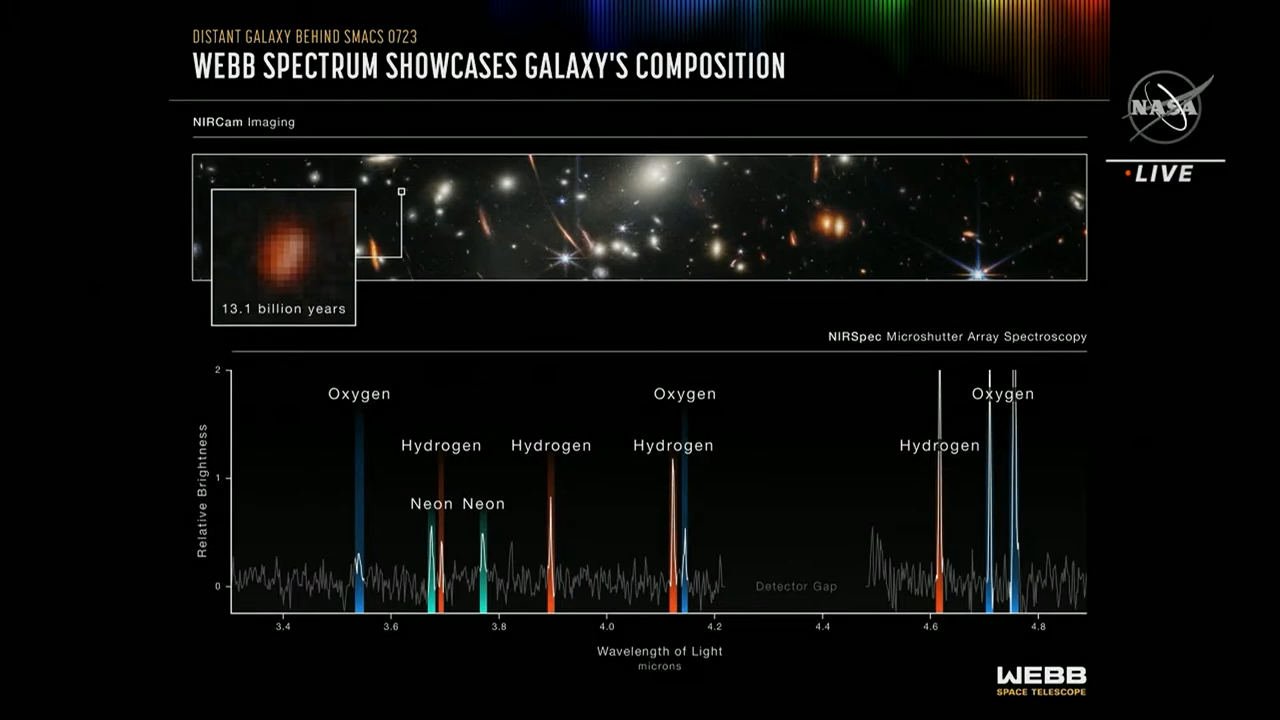 DISTANT GALAXY BEHIND SMACS 0723
WEBB SPECTRUM SHOWCASES GALAXY'S COMPOSITION
NASA
LIVE
NIRCam Imaging
13.1 billion years
NIRSpec Microshutter Array Spectroscopy
2
Oxygen Oxygen Oxygen
Hydrogen Hydrogen Hydrogen Hydrogen
1
Neon Neon
Relative Brightness
0
Detector Gap
3.4 3.6 3.8 4.0 4.2 4.4 4.6 4.8
Wavelength of Light
microns
WEBB
SPACE TELESCOPE